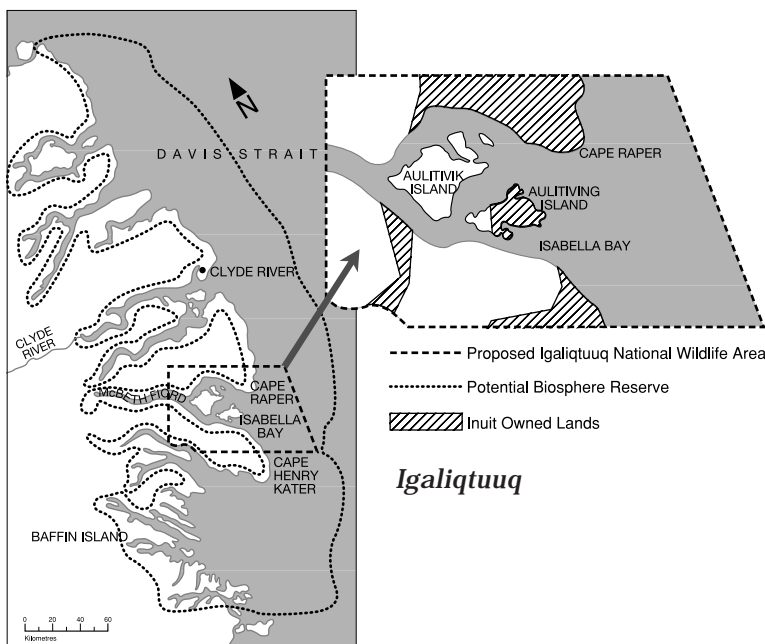 N
DAVIS STRAIT
CLYDE RIVER
CLYDE
RIVER
McBETH FIORD
CAPE
RAPER
ISABELLA
BAY
CAPE
HENRY
KATER
BAFFIN ISLAND
0 20 40 60
Kilometres
CAPE RAPER
AULITIVIK
ISLAND
AULITIVING
ISLAND
ISABELLA BAY
Proposed Igaliqtuuq National Wildlife Area
Potential Biosphere Reserve
Inuit Owned Lands
Igaliqtuuq